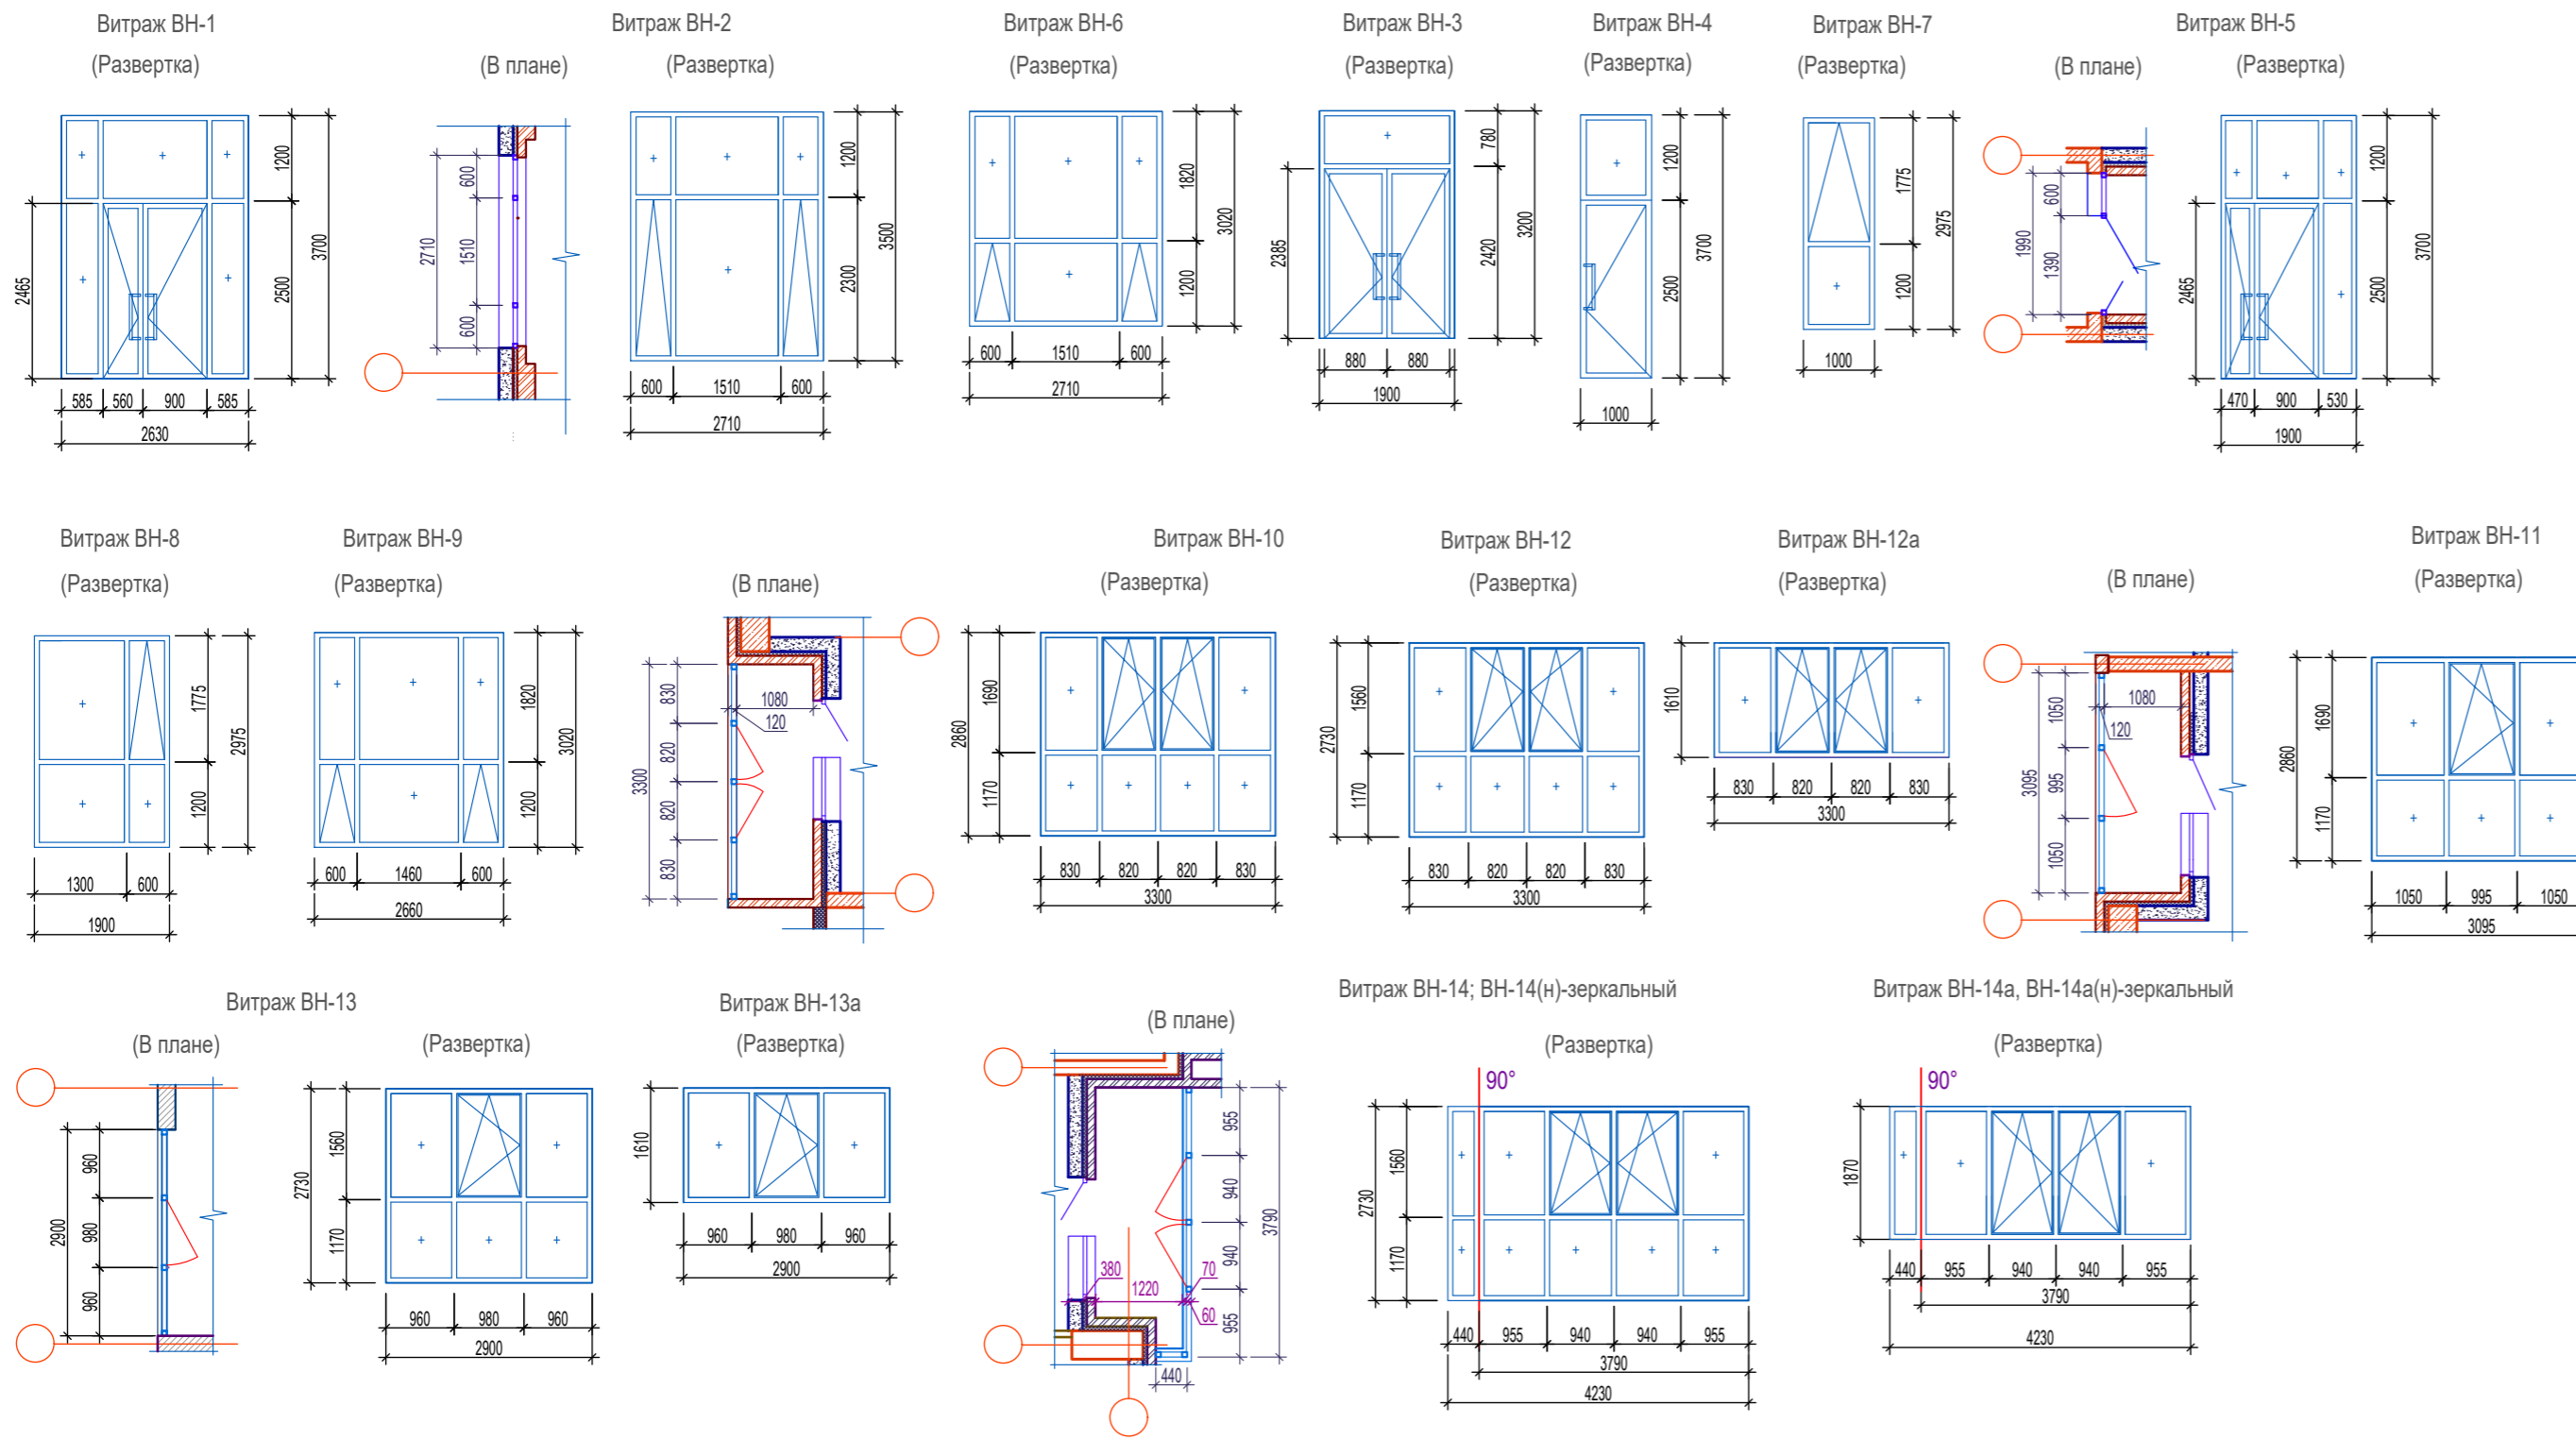 Витраж ВН-1
(Развертка)
1200
2500
3700
2465
585 560 900 585
2630
Витраж ВН-2
(В плане)
(Развертка)
600
1510
600
2710
1200
2300
3500
600 1510 600
2710
Витраж ВН-6
(Развертка)
1820
1200
3020
600 1510 600
2710
Витраж ВН-3
(Развертка)
780
2420
3200
2385
880 880
1900
Витраж ВН-4
(Развертка)
1200
2500
3700
1000
Витраж ВН-7
(Развертка)
1775
1200
2975
1000
Витраж ВН-5
(В плане)
(Развертка)
600
1390
1990
1200
2500
3700
2465
470 900 530
1900
Витраж ВН-8
(Развертка)
1775
1200
2975
1300 600
1900
Витраж ВН-9
(Развертка)
1820
1200
3020
600 1460 600
2660
Витраж ВН-10
(В плане)
(Развертка)
830
820
820
830
3300
1080
120
1690
1170
2860
830 820 820 830
3300
Витраж ВН-12
(Развертка)
1560
1170
2730
830 820 820 830
3300
Витраж ВН-12а
(Развертка)
1610
830 820 820 830
3300
Витраж ВН-11
(В плане)
(Развертка)
1050
995
1050
3095
1080
120
1690
1170
2860
1050 995 1050
3095
Витраж ВН-13
(В плане)
(Развертка)
960
980
960
2900
1560
1170
2730
960 980 960
2900
Витраж ВН-13а
(Развертка)
1610
960 980 960
2900
(В плане)
955
940
940
955
3790
380
1220
70
60
440
Витраж ВН-14; ВН-14(н)-зеркальный
(Развертка)
90°
1560
1170
2730
440 955 940 940 955
3790
4230
Витраж ВН-14а, ВН-14а(н)-зеркальный
(Развертка)
90°
1870
440 955 940 940 955
3790
4230